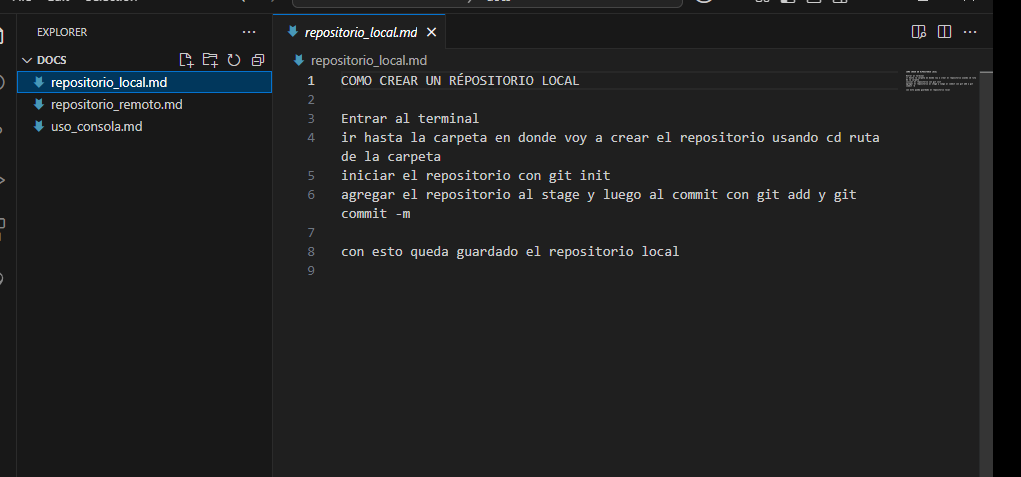 EXPLORER
DOCS
repositorio_local.md
repositorio_remoto.md
uso_consola.md
repositorio_local.md
repositorio_local.md
1 COMO CREAR UN RÉPOSITORIO LOCAL
2
3 Entrar al terminal
4 ir hasta la carpeta en donde voy a crear el repositorio usando cd ruta
de la carpeta
5 iniciar el repositorio con git init
6 agregar el repositorio al stage y luego al commit con git add y git
commit -m
7
8 con esto queda guardado el repositorio local
9